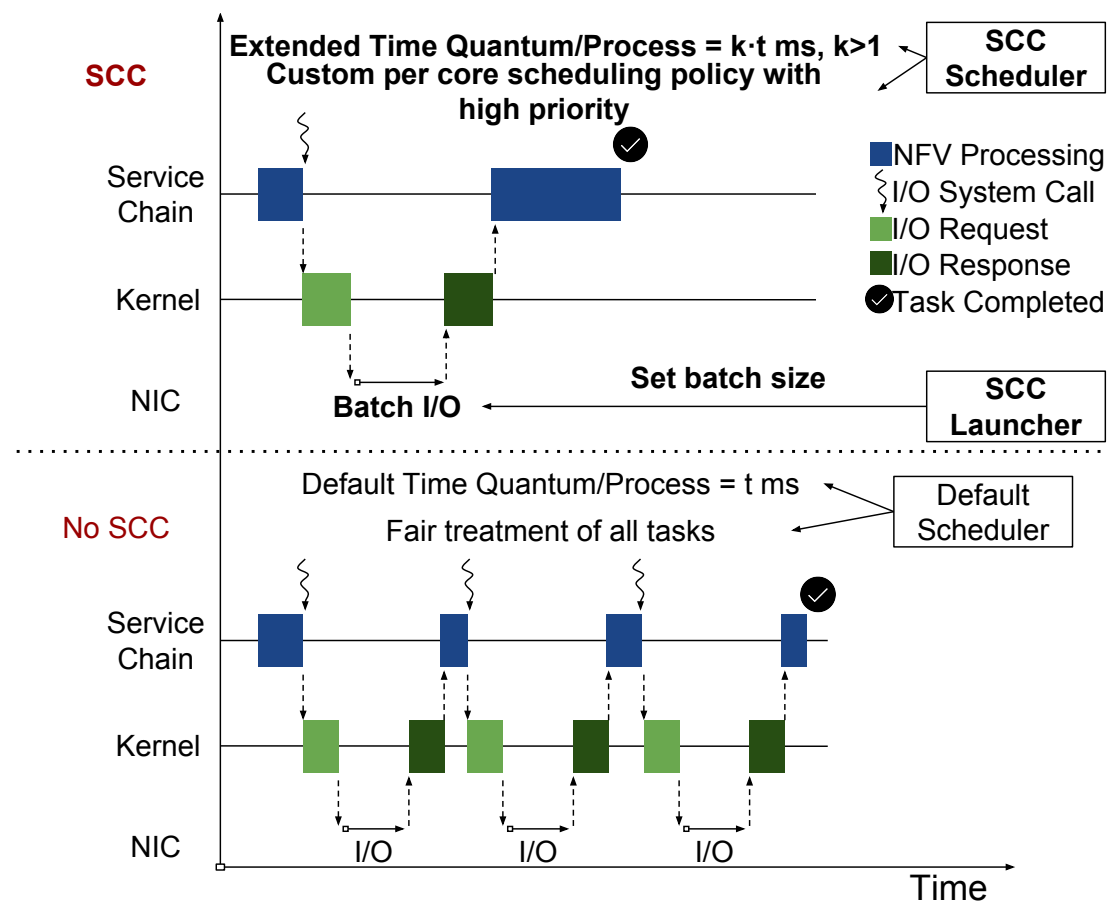 Extended Time Quantum/Process = k·t ms, k>1
Custom per core scheduling policy with
high priority
SCC
SCC
Scheduler
NFV Processing
I/O System Call
I/O Request
I/O Response
Task Completed
Service
Chain
Kernel
NIC
Batch I/O
Set batch size
SCC
Launcher
Default Time Quantum/Process = t ms
Fair treatment of all tasks
No SCC
Default
Scheduler
Service
Chain
Kernel
NIC
I/O
I/O
I/O
Time